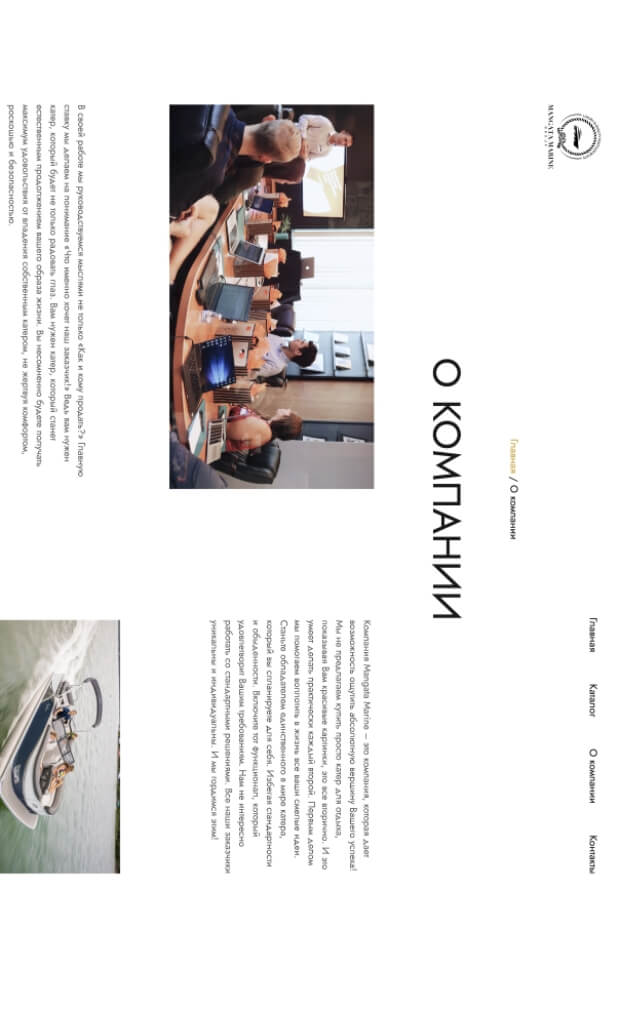 MANGATA MARINE
Главная
Каталог
О компании
Контакты
Главная / О компании
О КОМПАНИИ
Компания Mangata Marine — это компания, которая дает
возможность ощутить абсолютную вершину Вашего успеха!
Мы не предлагаем купить просто катер для отдыха,
показывая Вам красивые картинки, это все вторично. И это
умеет делать практически каждый второй. Первым делом
мы помогаем воплотить в жизнь все ваши смелые идеи.
Станьте обладателем единственного в мире катера,
который вы спланируете для себя. Избегая стандартности
и обыденности. Включите тот функционал, который
удовлетворит Вашим требованиям. Нам не интересно
работать со стандартными решениями. Все наши заказчики
уникальны и индивидуальны. И мы гордимся этим!
В своей работе мы руководствуемся мыслями не только «Как и кому продать?» Главную
ставку мы делаем на понимание «Что именно хочет наш заказчик!» Ведь вам нужен
катер, который будет не только радовать глаз. Вам нужен катер, который станет
естественным продолжением вашего образа жизни. Вы несомненно будете получать
максимум удовольствия от владения собственным катером, не жертвуя комфортом,
роскошью и безопасностью.